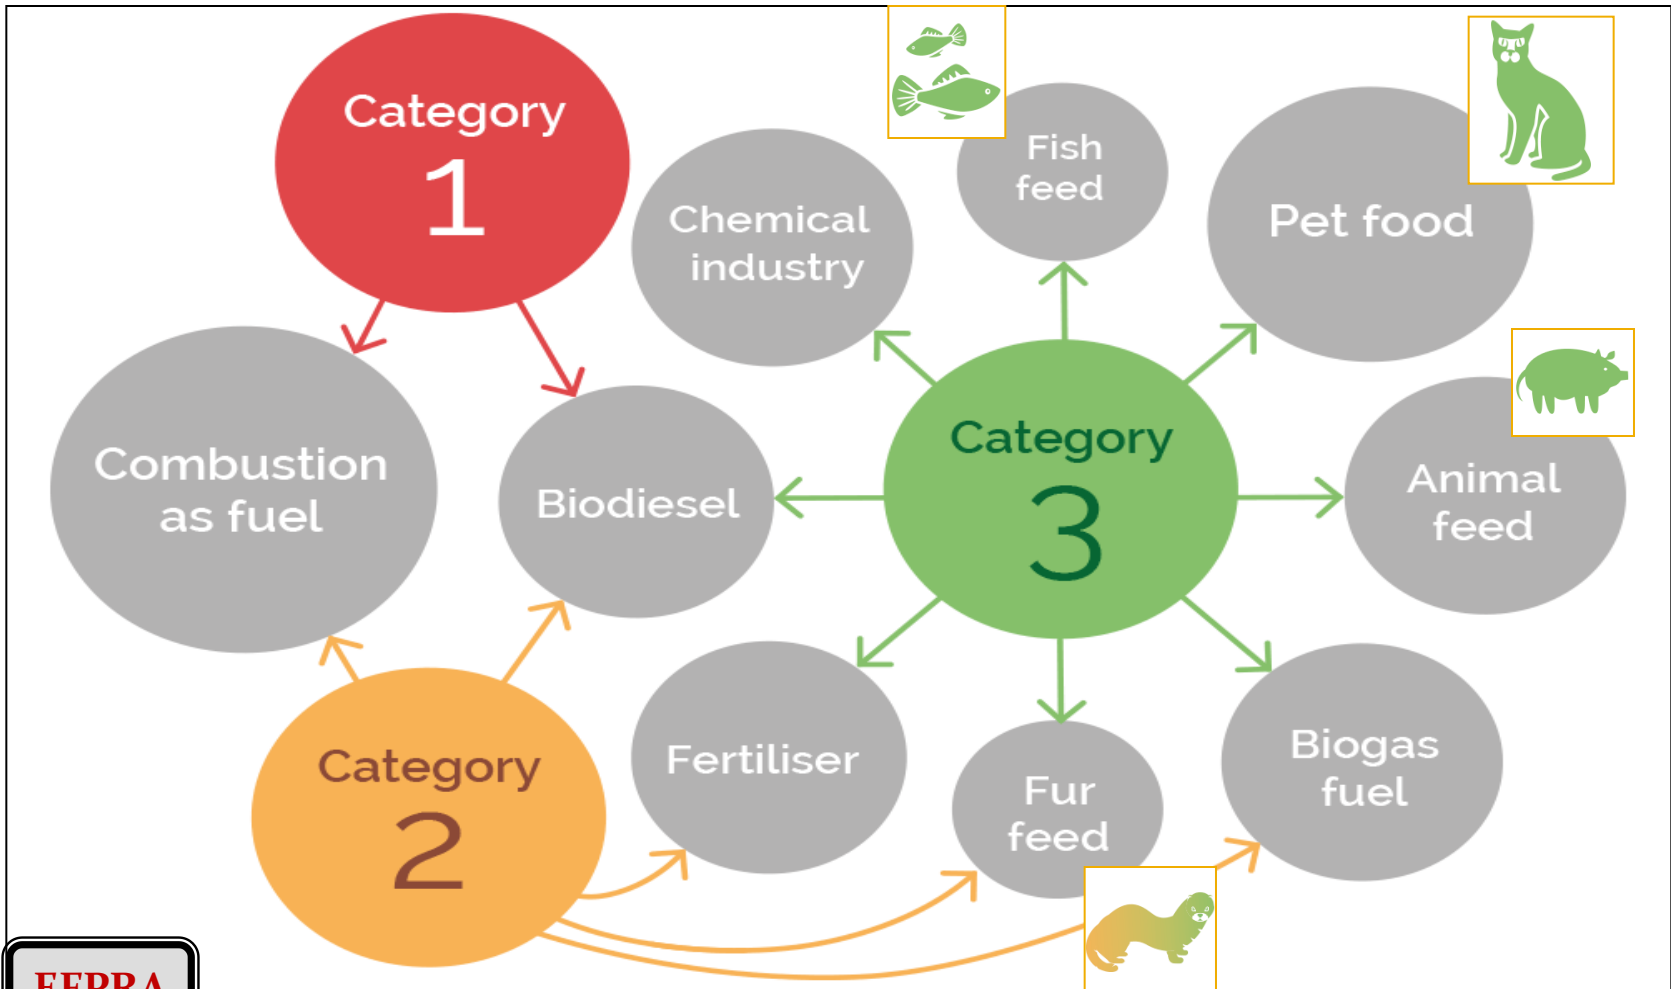 Category
1
Chemical
industry
Fish
feed
Pet food
Combustion
as fuel
Biodiesel
Category
3
Animal
feed
Category
2
Fertiliser
Fur
feed
Biogas
fuel
EFPRA